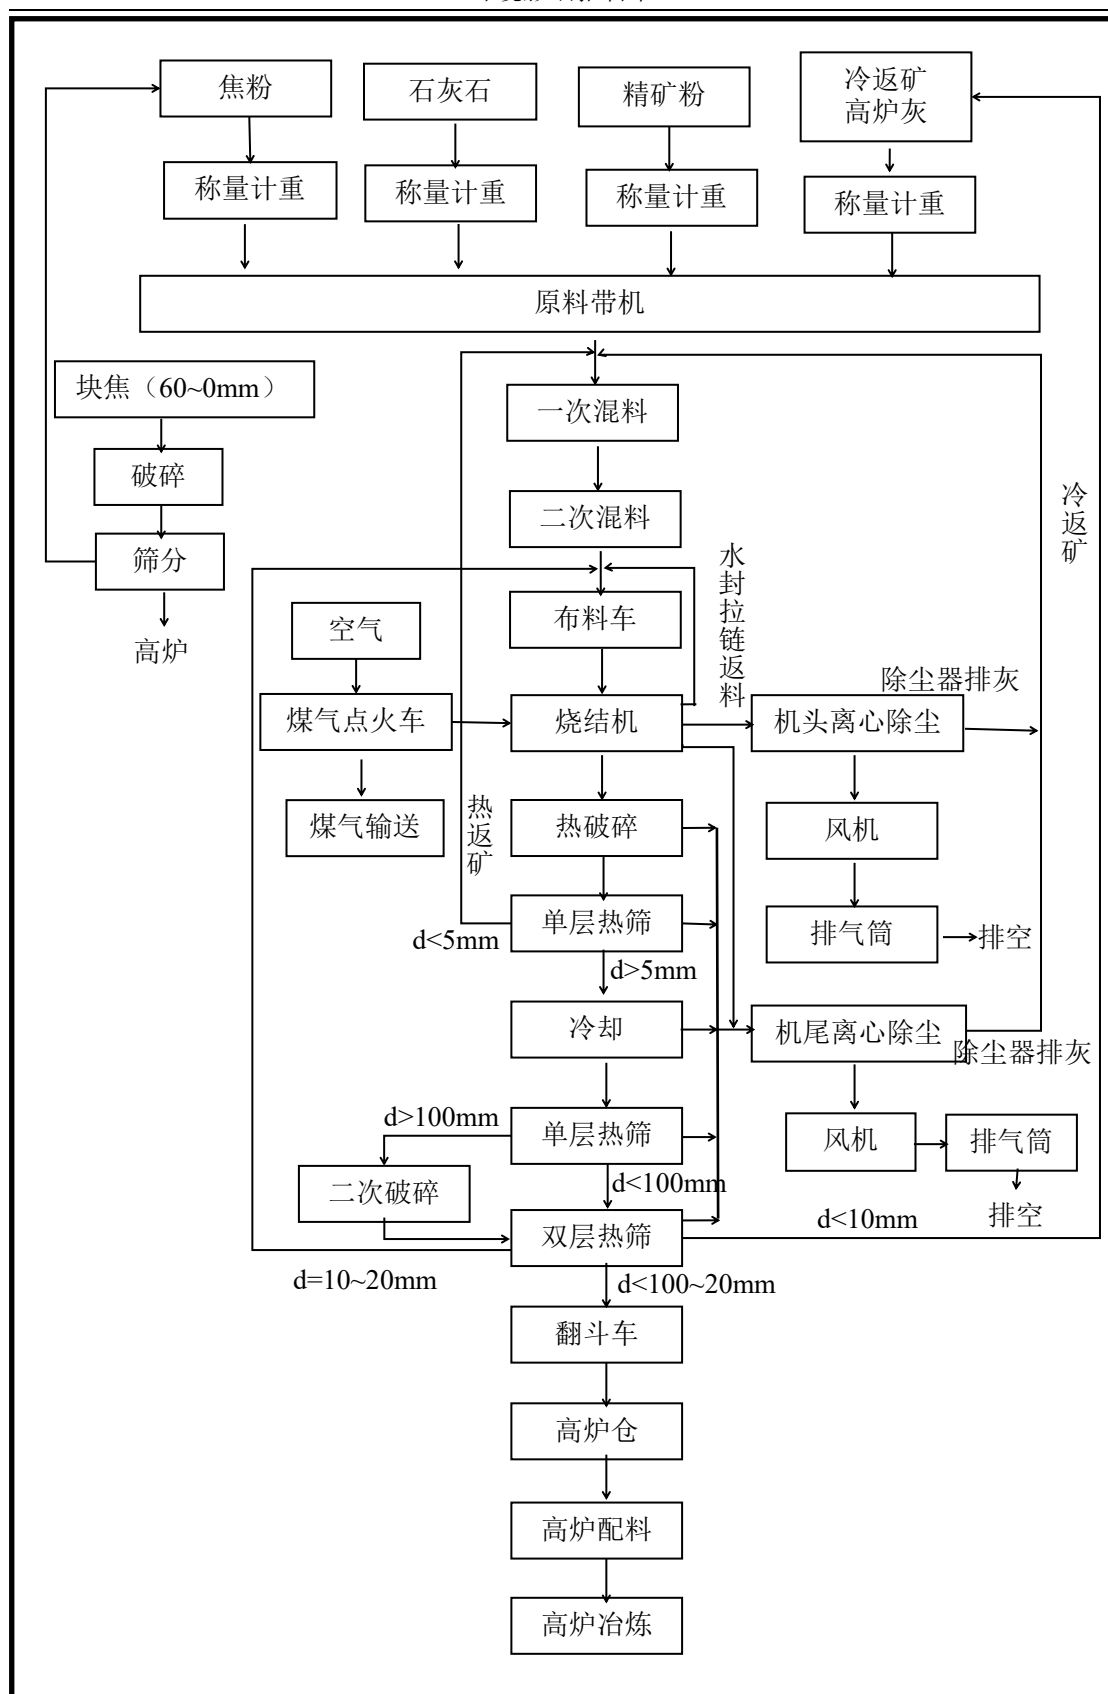 焦粉
石灰石
精矿粉
冷返矿
高炉灰
称量计重
称量计重
称量计重
称量计重
原料带机
块焦（60~0mm）
一次混料
破碎
二次混料
冷返矿
筛分
水封拉链返料
布料车
空气
高炉
除尘器排灰
煤气点火车
烧结机
机头离心除尘
热返矿
煤气输送
热破碎
风机
单层热筛
排气筒
排空
d<5mm
d>5mm
冷却
机尾离心除尘
除尘器排灰
d>100mm
单层热筛
风机
排气筒
二次破碎
d<100mm
d<10mm
排空
双层热筛
d=10~20mm
d<100~20mm
翻斗车
高炉仓
高炉配料
高炉冶炼